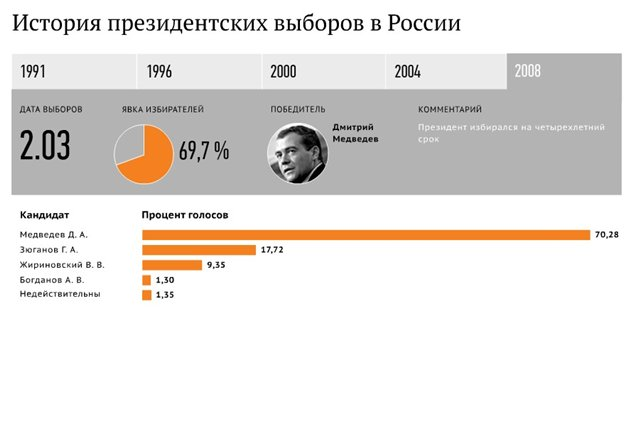 История президентских выборов в России
1991 1996 2000 2004 2008
ДАТА ВЫБОРОВ ЯВКА ИЗБИРАТЕЛЕЙ ПОБЕДИТЕЛЬ КОММЕНТАРИЙ
2.03 69,7 % Дмитрий Медведев Президент избирался на четырехлетний
срок
Кандидат Процент голосов
Медведев Д. А. 70,28
Зюганов Г. А. 17,72
Жириновский В. В. 9,35
Богданов А. В. 1,30
Недействительны 1,35